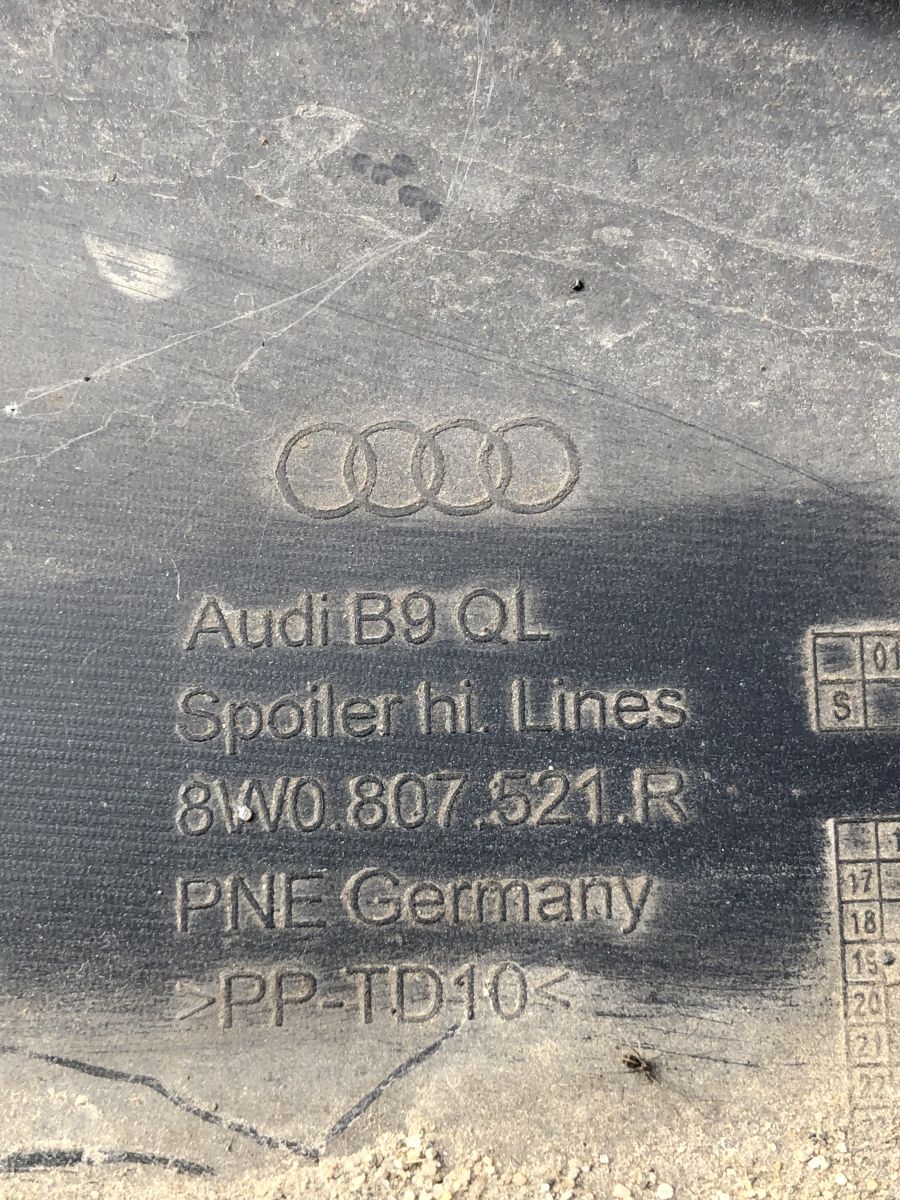 Audi B9 QL
Spoiler hi. Lines
8W0.807.521.R
PNE Germany
>PP-TD10<
01
S
17
18
19
20
21
22